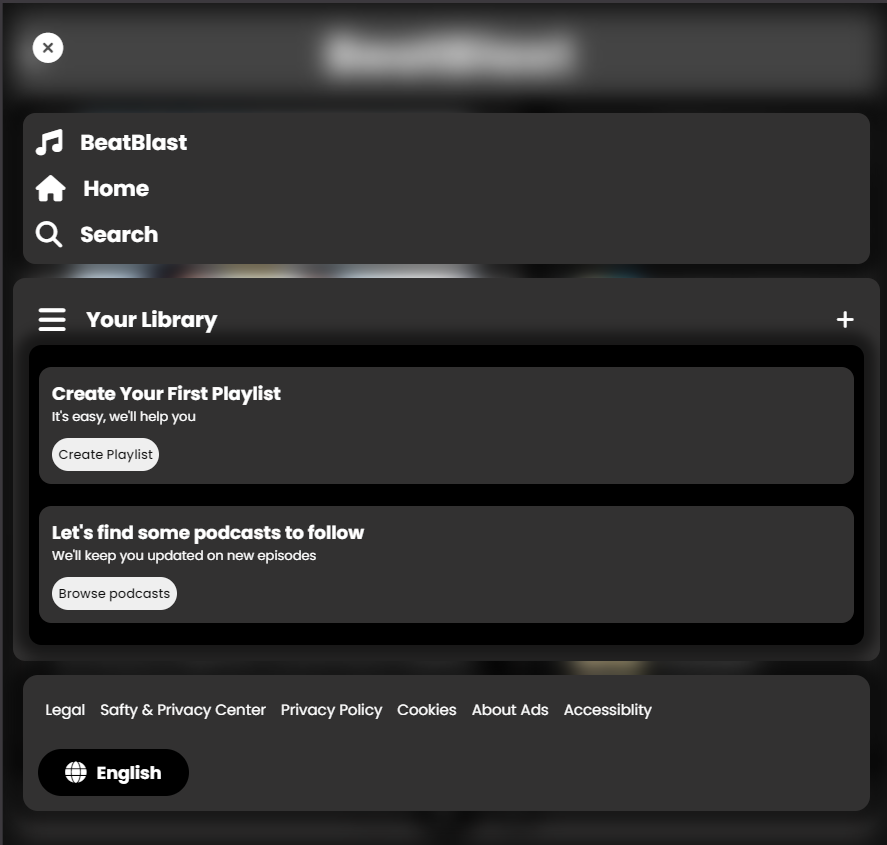 BeatBlast
BeatBlast
Home
Search
Your Library
Create Your First Playlist
It's easy, we'll help you
Create Playlist
Let's find some podcasts to follow
We'll keep you updated on new episodes
Browse podcasts
Legal Safty & Privacy Center Privacy Policy Cookies About Ads Accessiblity
English